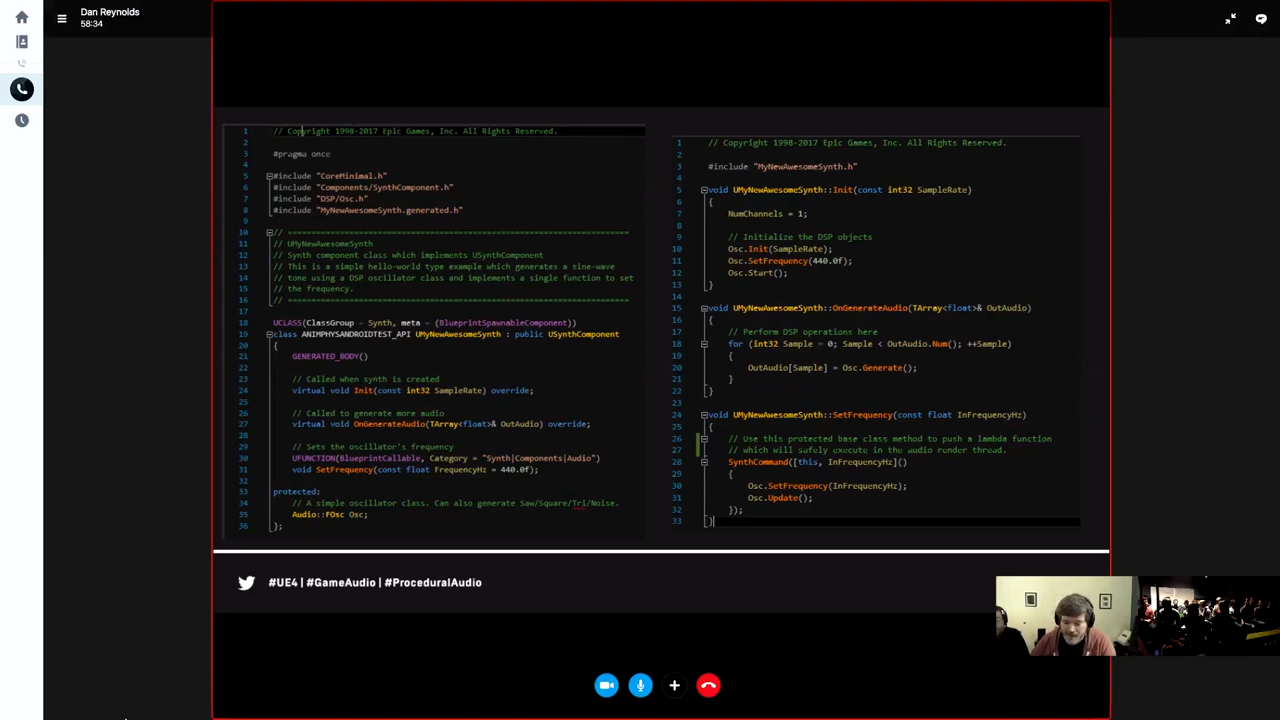 Dan Reynolds
58:34
1 // Copyright 1998-2017 Epic Games, Inc. All Rights Reserved.
2
3 #pragma once
4
5 #include "CoreMinimal.h"
6 #include "Components/SynthComponent.h"
7 #include "DSP/Osc.h"
8 #include "MyNewAwesomeSynth.generated.h"
9
10 // ========================================================================
11 // UMyNewAwesomeSynth
12 // Synth component class which implements USynthComponent
13 // This is a simple hello-world type example which generates a sine-wave
14 // tone using a DSP oscillator class and implements a single function to set
15 // the frequency.
16 // ========================================================================
17
18 UCLASS(ClassGroup = Synth, meta = (BlueprintSpawnableComponent))
19 class ANIMPHYSANDROIDTEST_API UMyNewAwesomeSynth : public USynthComponent
20 {
21 GENERATED_BODY()
22
23 // Called when synth is created
24 virtual void Init(const int32 SampleRate) override;
25
26 // Called to generate more audio
27 virtual void OnGenerateAudio(TArray<float>& OutAudio) override;
28
29 // Sets the oscillator's frequency
30 UFUNCTION(BlueprintCallable, Category = "Synth|Components|Audio")
31 void SetFrequency(const float FrequencyHz = 440.0f);
32
33 protected:
34 // A simple oscillator class. Can also generate Saw/Square/Tri/Noise.
35 Audio::FOsc Osc;
36 };
1 // Copyright 1998-2017 Epic Games, Inc. All Rights Reserved.
2
3 #include "MyNewAwesomeSynth.h"
4
5 void UMyNewAwesomeSynth::Init(const int32 SampleRate)
6 {
7 NumChannels = 1;
8
9 // Initialize the DSP objects
10 Osc.Init(SampleRate);
11 Osc.SetFrequency(440.0f);
12 Osc.Start();
13 }
14
15 void UMyNewAwesomeSynth::OnGenerateAudio(TArray<float>& OutAudio)
16 {
17 // Perform DSP operations here
18 for (int32 Sample = 0; Sample < OutAudio.Num(); ++Sample)
19 {
20 OutAudio[Sample] = Osc.Generate();
21 }
22 }
23
24 void UMyNewAwesomeSynth::SetFrequency(const float InFrequencyHz)
25 {
26 // Use this protected base class method to push a lambda function
27 // which will safely execute in the audio render thread.
28 SynthCommand([this, InFrequencyHz]()
29 {
30 Osc.SetFrequency(InFrequencyHz);
31 Osc.Update();
32 });
33 }
#UE4 | #GameAudio | #ProceduralAudio